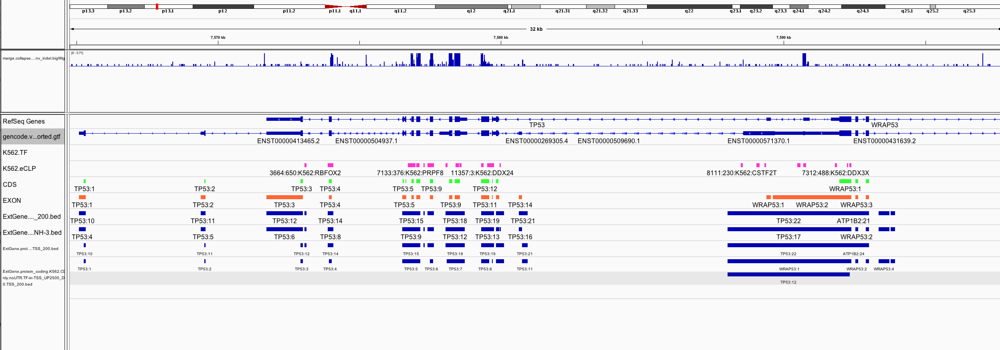 p13.3 p13.2 p13.1 p12 p11.2 p11.1 q11.1 q11.2 q12 q21.1 q21.31 q21.32 q21.33 q22 q23.1 q23.2 q23.3 q24.1 q24.2 q24.3 q25.1 q25.2 q25.3
32 kb
7,570 kb 7,580 kb 7,590 kb
[0 - 5.71]
merge.collapse....nv_indel.bigWig
RefSeq Genes
TP53 WRAP53
gencode.v...orted.gtf
ENST00000413465.2 ENST00000504937.1 ENST00000269305.4 ENST00000509690.1 ENST00000571370.1 ENST00000431639.2
K562.TF
K562.eCLP
3664:650:K562:RBFOX2 7133:376:K562:PRPF8 11357:3:K562:DDX24 8111:230:K562:CSTF2T 7312:488:K562:DDX3X
CDS
TP53:1 TP53:2 TP53:3 TP53:4 TP53:5 TP53:9 TP53:12 WRAP53:1
EXON
TP53:1 TP53:2 TP53:3 TP53:4 TP53:5 TP53:9 TP53:11 TP53:14 WRAP53:1 WRAP53:2 WRAP53:3
ExtGene...._200.bed
TP53:10 TP53:11 TP53:12 TP53:14 TP53:15 TP53:18 TP53:19 TP53:21 TP53:22 ATP1B2:21
ExtGene....NH-3.bed
TP53:4 TP53:5 TP53:6 TP53:8 TP53:9 TP53:12 TP53:13 TP53:16 TP53:17 WRAP53:2
ExtGene.prot....TSS_200.bed
TP53:10 TP53:11 TP53:12 TP53:14 TP53:15 TP53:18 TP53:19 TP53:21 TP53:22 ATP1B2:24
TP53:1 TP53:2 TP53:3 TP53:4 TP53:5 TP53:6 TP53:7 TP53:8 TP53:11 WRAP53:1 WRAP53:2 WRAP53:4
ExtGene.protein_coding.K562.CD
nly.noUTR.TF-in-TSS_UP2500_D
0.TSS_200.bed
TP53:12